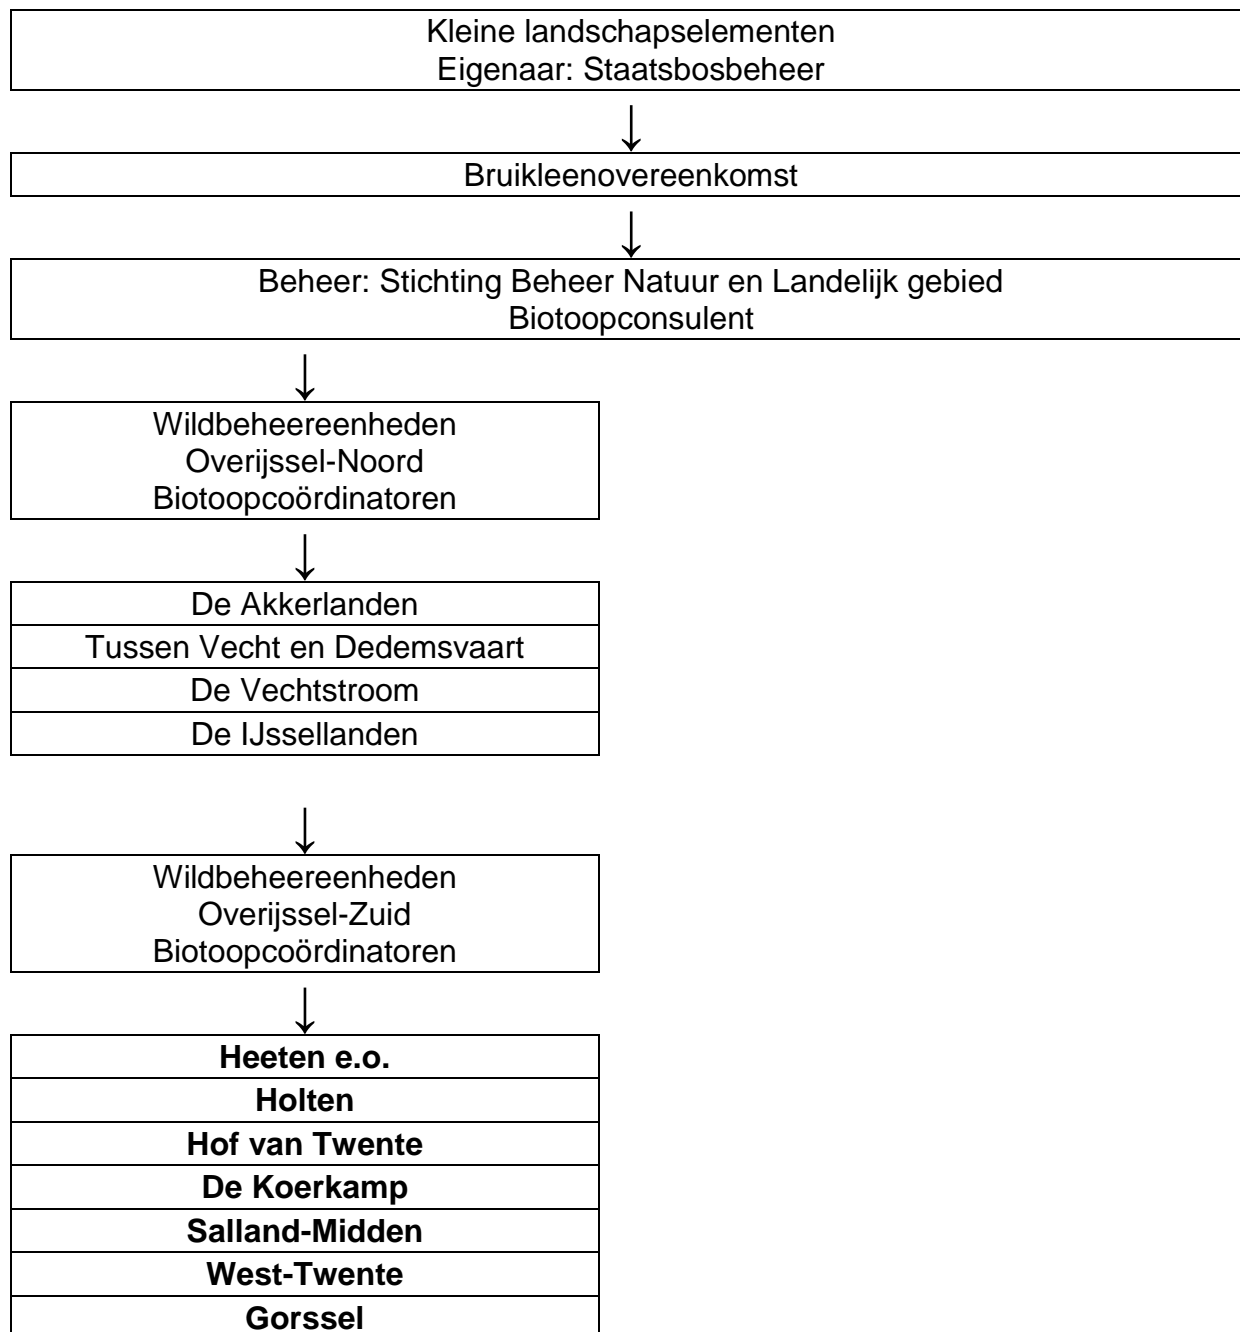 Kleine landschapselementen
Eigenaar: Staatsbosbeheer
Bruikleenovereenkomst
Beheer: Stichting Beheer Natuur en Landelijk gebied
Biotoopconsulent
Wildbeheereenheden
Overijssel-Noord
Biotoopcoördinatoren
De Akkerlanden
Tussen Vecht en Dedemsvaart
De Vechtstroom
De IJssellanden
Wildbeheereenheden
Overijssel-Zuid
Biotoopcoördinatoren
Heeten e.o.
Holten
Hof van Twente
De Koerkamp
Salland-Midden
West-Twente
Gorssel